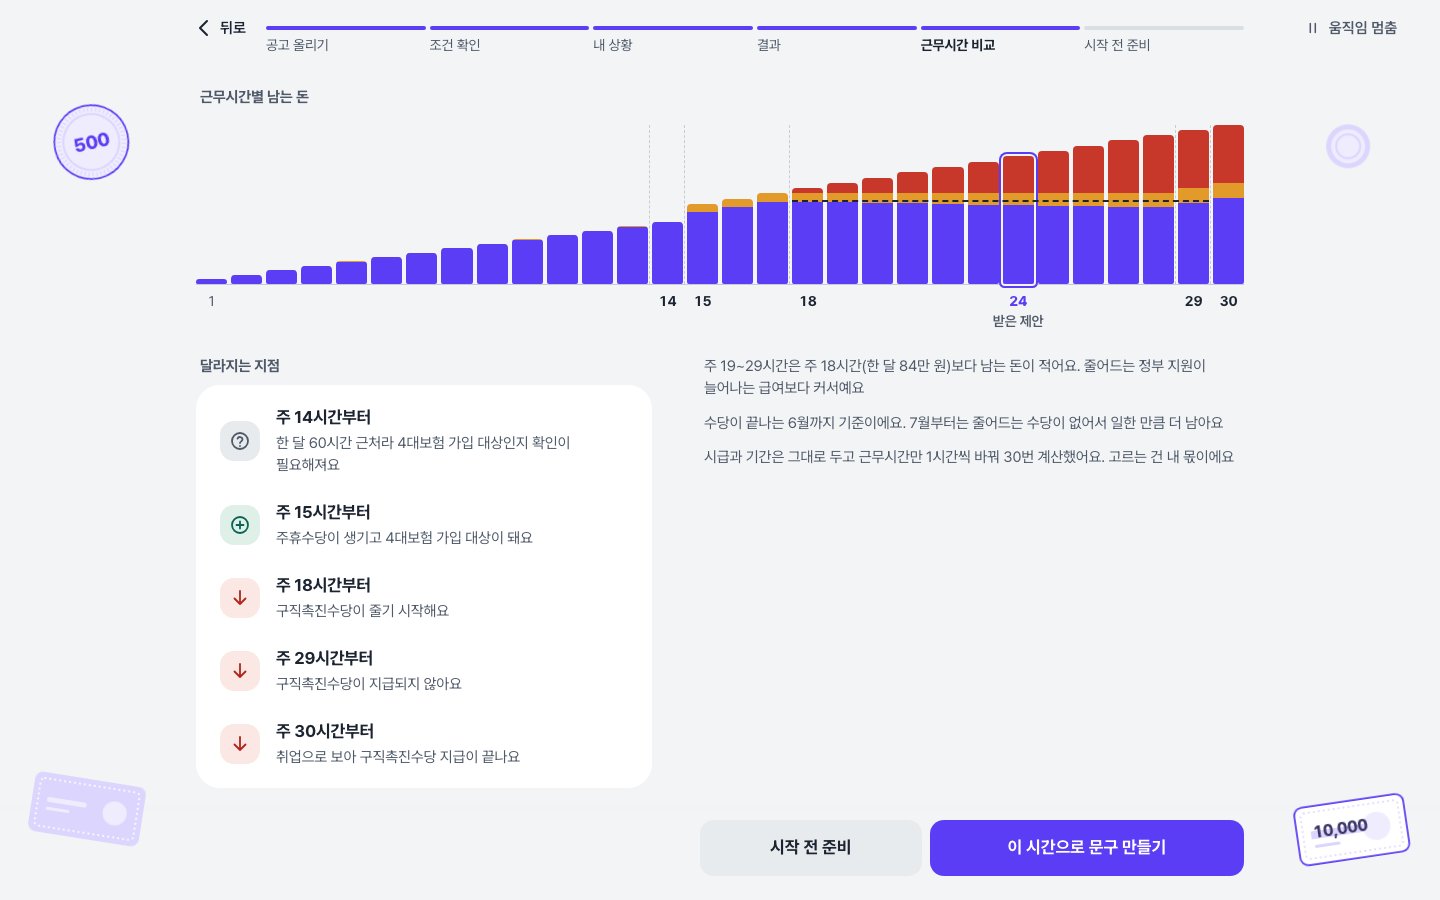 뒤로
공고 올리기
조건 확인
내 상황
결과
근무시간 비교
시작 전 준비
움직임 멈춤
500
근무시간별 남는 돈
1
14
15
18
24
29
30
받은 제안
달라지는 지점
주 14시간부터
한 달 60시간 근처라 4대보험 가입 대상인지 확인이
필요해져요
주 15시간부터
주휴수당이 생기고 4대보험 가입 대상이 돼요
주 18시간부터
구직촉진수당이 줄기 시작해요
주 29시간부터
구직촉진수당이 지급되지 않아요
주 30시간부터
취업으로 보아 구직촉진수당 지급이 끝나요
주 19~29시간은 주 18시간(한 달 84만 원)보다 남는 돈이 적어요. 줄어드는 정부 지원이
늘어나는 급여보다 커서예요
수당이 끝나는 6월까지 기준이에요. 7월부터는 줄어드는 수당이 없어서 일한 만큼 더 남아요
시급과 기간은 그대로 두고 근무시간만 1시간씩 바꿔 30번 계산했어요. 고르는 건 내 몫이에요
시작 전 준비
이 시간으로 문구 만들기
10,000